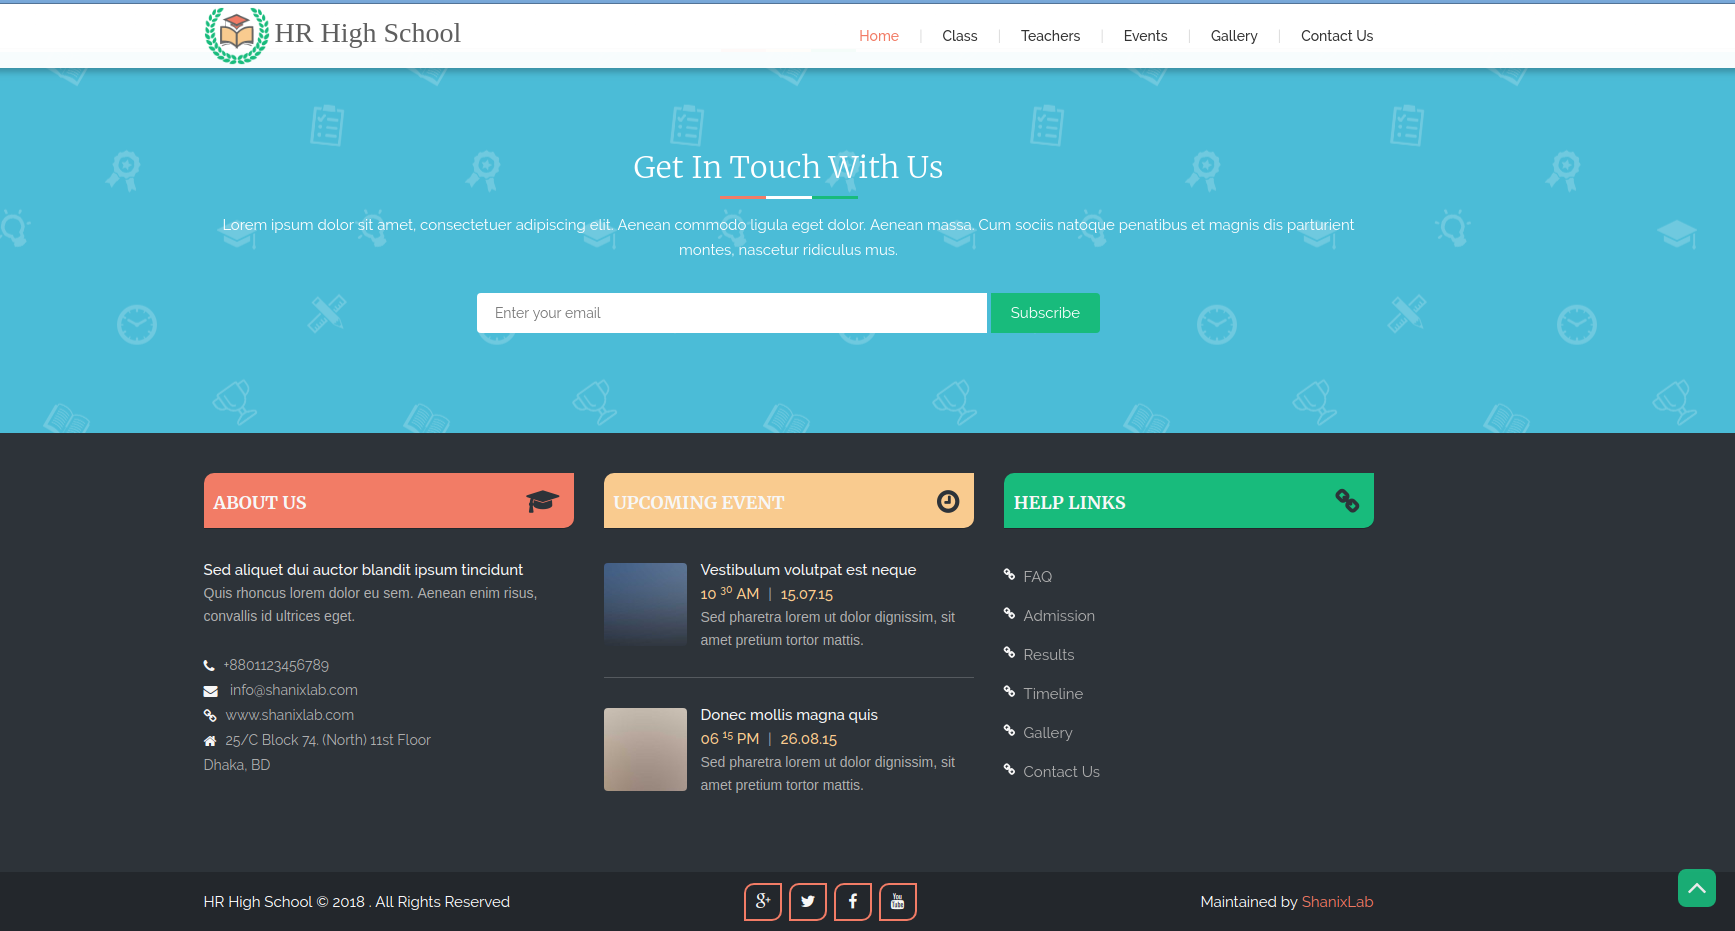 HR High School
Home | Class | Teachers | Events | Gallery | Contact Us
Get In Touch With Us
Lorem ipsum dolor sit amet, consectetuer adipiscing elit. Aenean commodo ligula eget dolor. Aenean massa. Cum sociis natoque penatibus et magnis dis parturient
montes, nascetur ridiculus mus.
Enter your email
Subscribe
ABOUT US
Sed aliquet dui auctor blandit ipsum tincidunt
Quis rhoncus lorem dolor eu sem. Aenean enim risus,
convallis id ultrices eget.
+8801123456789
info@shanixlab.com
www.shanixlab.com
25/C Block 74. (North) 11st Floor
Dhaka, BD
UPCOMING EVENT
Vestibulum volutpat est neque
10 30 AM | 15.07.15
Sed pharetra lorem ut dolor dignissim, sit
amet pretium tortor mattis.
Donec mollis magna quis
06 15 PM | 26.08.15
Sed pharetra lorem ut dolor dignissim, sit
amet pretium tortor mattis.
HELP LINKS
FAQ
Admission
Results
Timeline
Gallery
Contact Us
HR High School © 2018 . All Rights Reserved
You
Tube
Maintained by ShanixLab